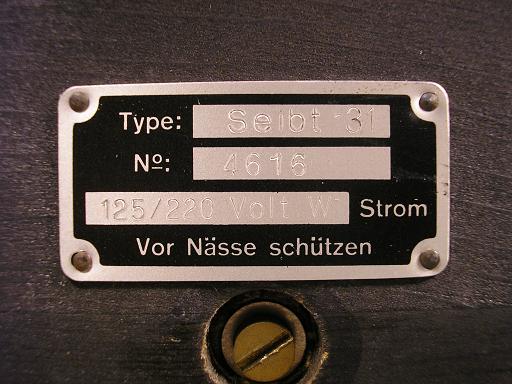 Type: Seibt 31
Nº: 4616
125/220 Volt W Strom
Vor Nässe schützen